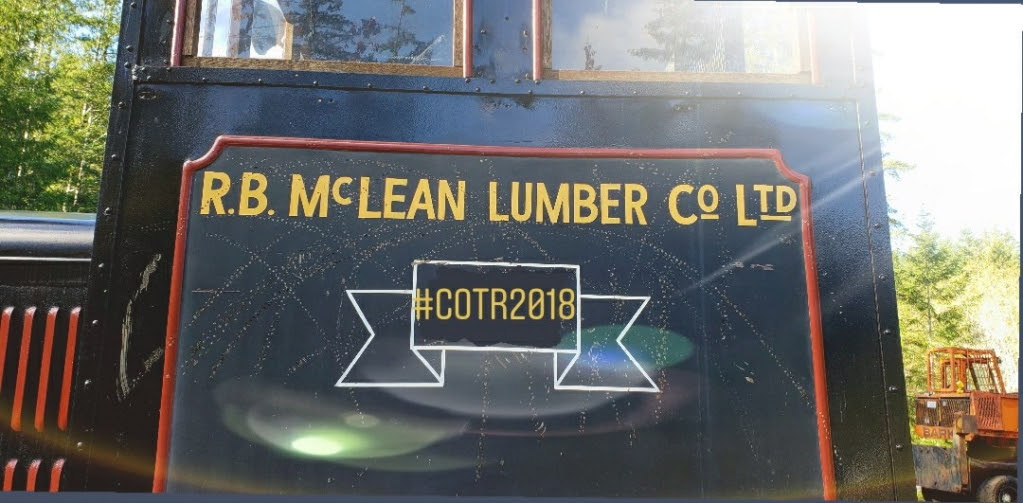 R.B. McLEAN LUMBER Co LTD
#COTR2018